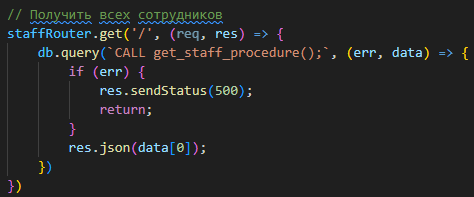 // Получить всех сотрудников
staffRouter.get('/', (req, res) => {
    db.query(`CALL get_staff_procedure();`, (err, data) => {
        if (err) {
            res.sendStatus(500);
            return;
        }
        res.json(data[0]);
    })
})